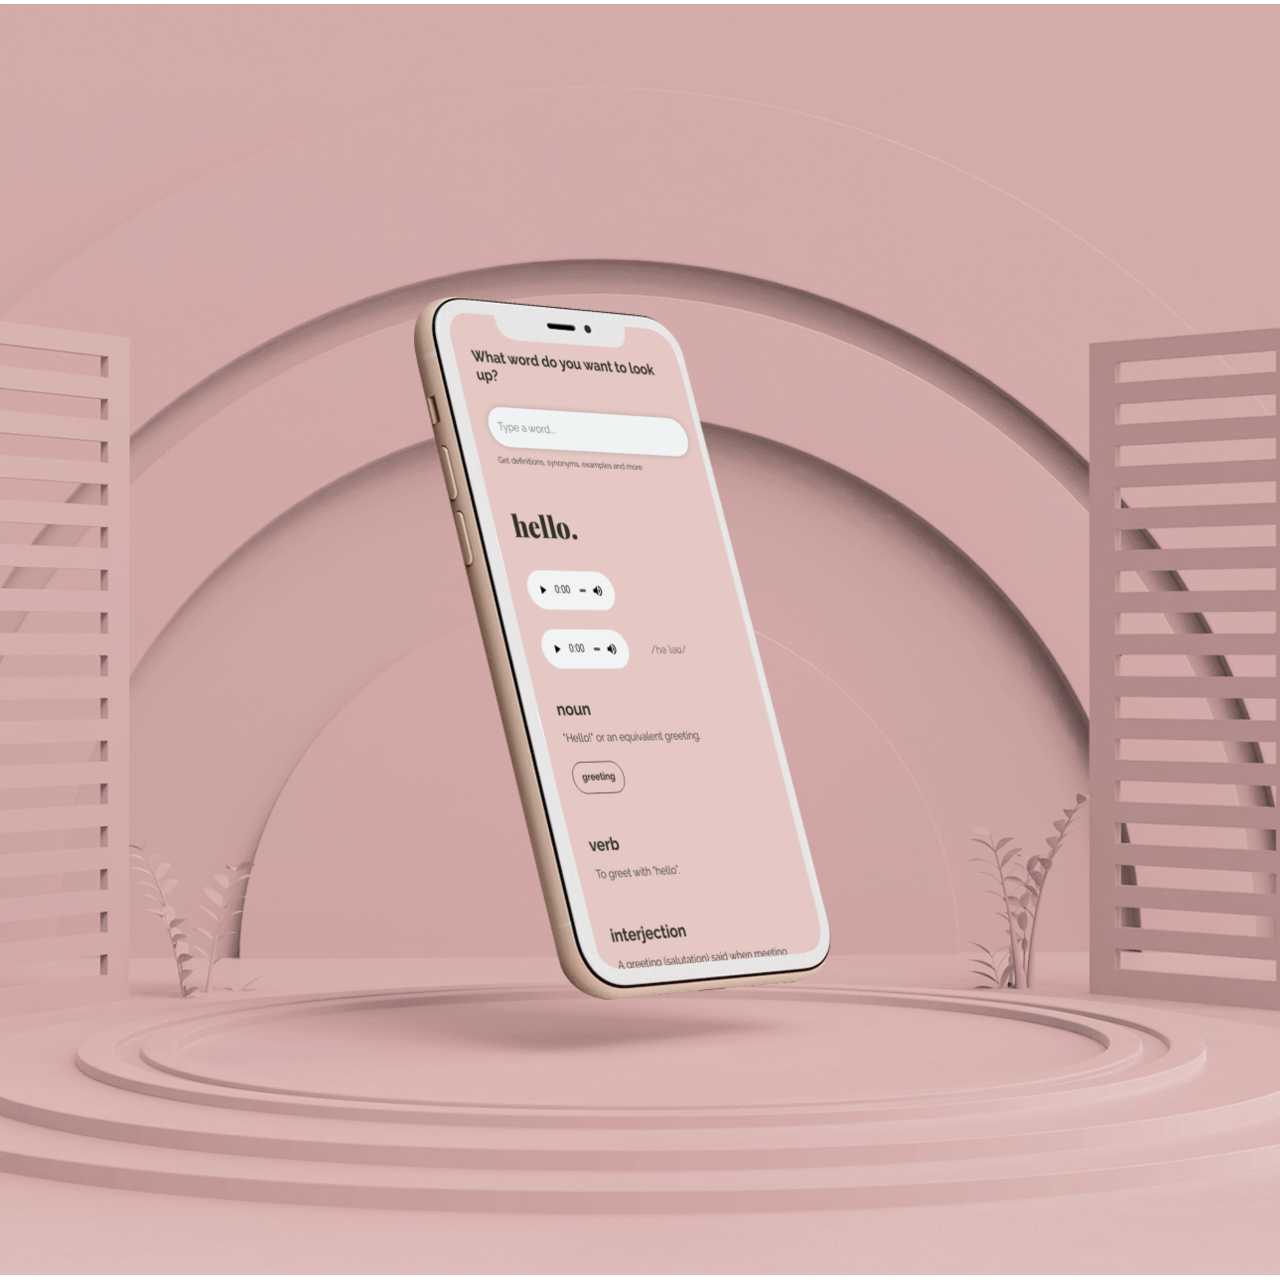 What word do you want to look
up?
Type a word...
Get definitions, synonyms, examples and more
hello.
0:00
0:00 /həˈləʊ/
noun
"Hello!" or an equivalent greeting.
greeting
verb
To greet with "hello".
interjection
A greeting (salutation) said when meeting